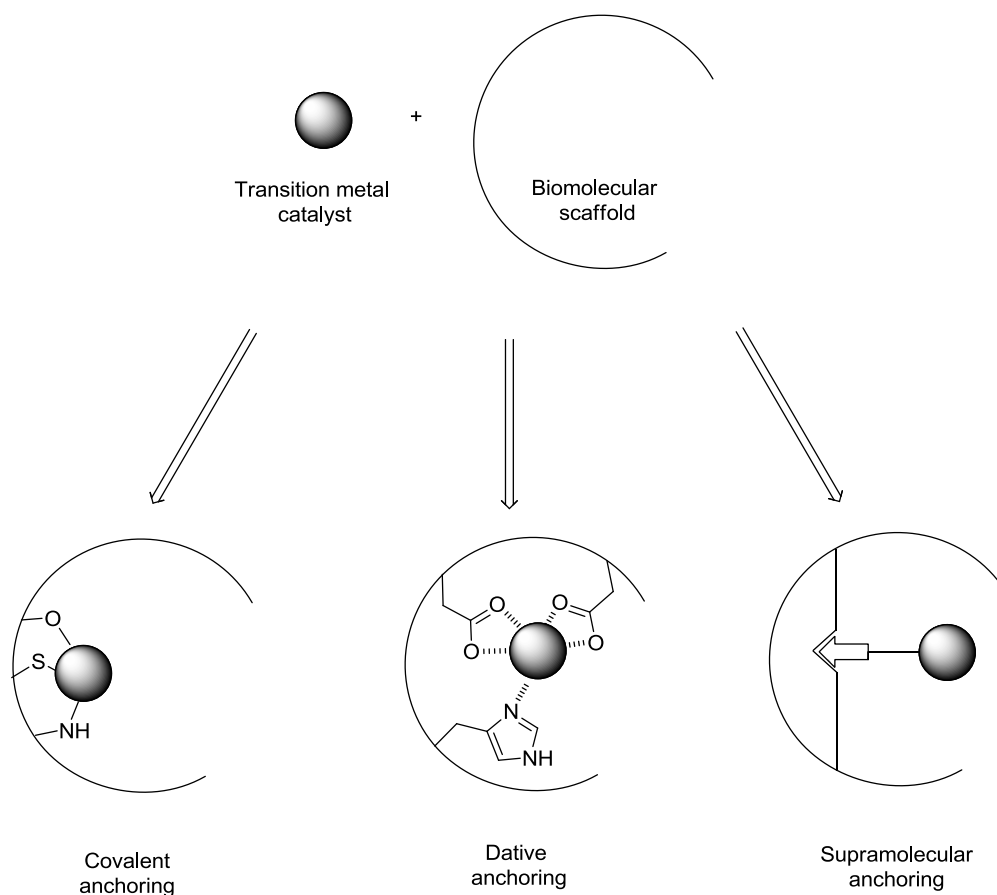 +
Transition metal
catalyst
Biomolecular
scaffold
O
S
NH
O
O
O
O
N
NH
Covalent
anchoring
Dative
anchoring
Supramolecular
anchoring